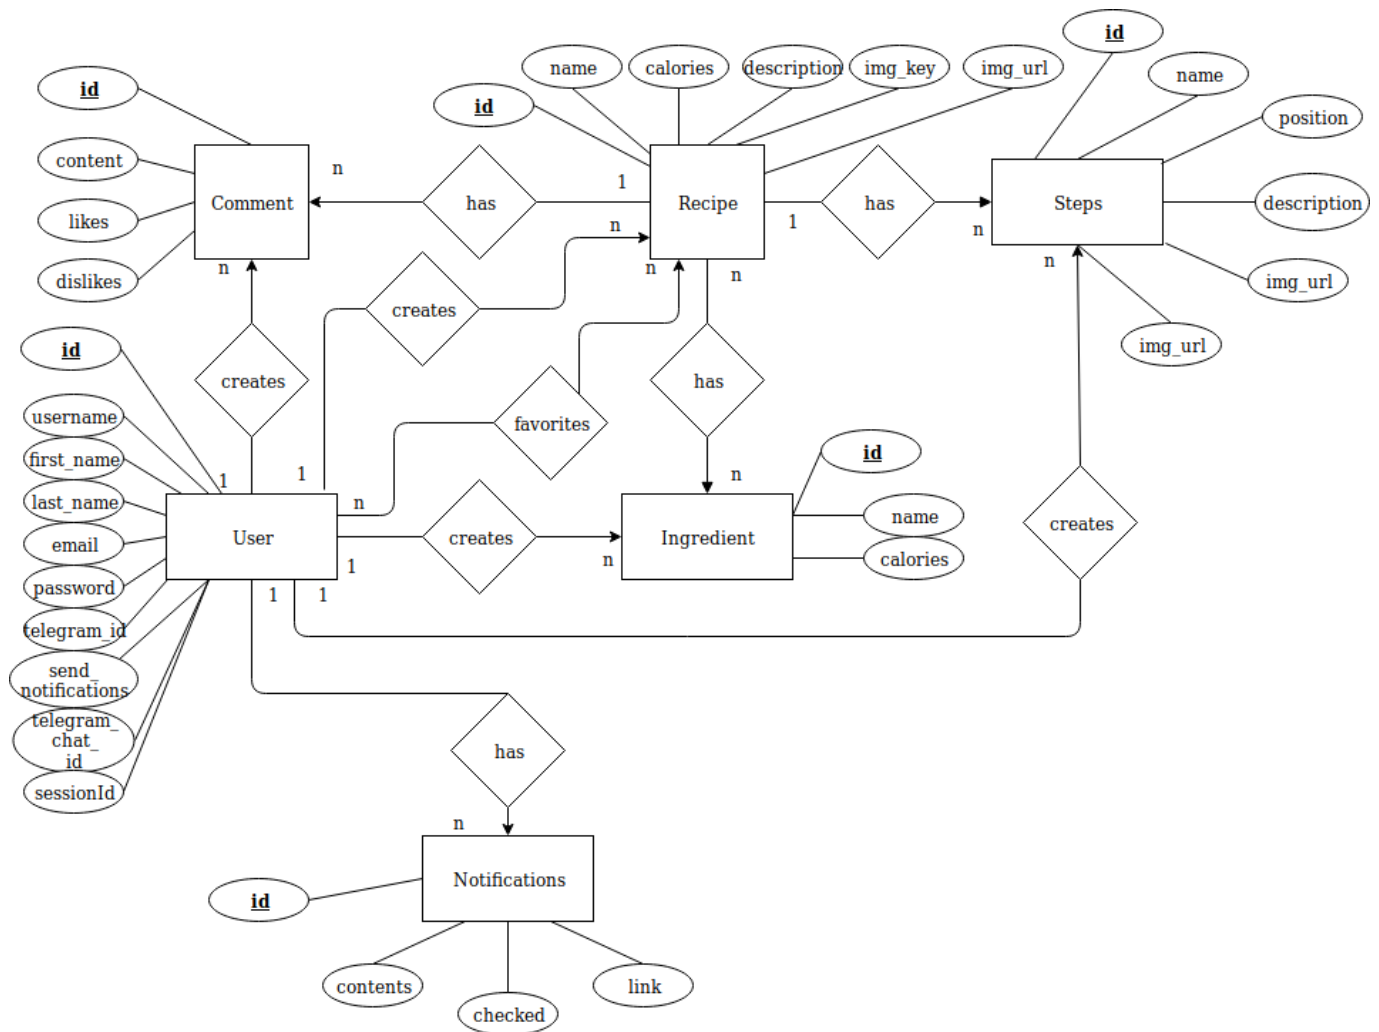 id
name
calories
description
img_key
img_url
id
name
id
content
likes
dislikes
Comment
n
has
1
Recipe
1
has
n
Steps
position
description
img_url
img_url
n
n
creates
n
n
n
creates
1
1
favorites
n
has
n
id
username
first_name
last_name
email
password
telegram_id
send_
notifications
telegram_
chat_
id
sessionId
User
1
creates
n
Ingredient
id
name
calories
creates
1
1
has
n
Notifications
id
contents
checked
link